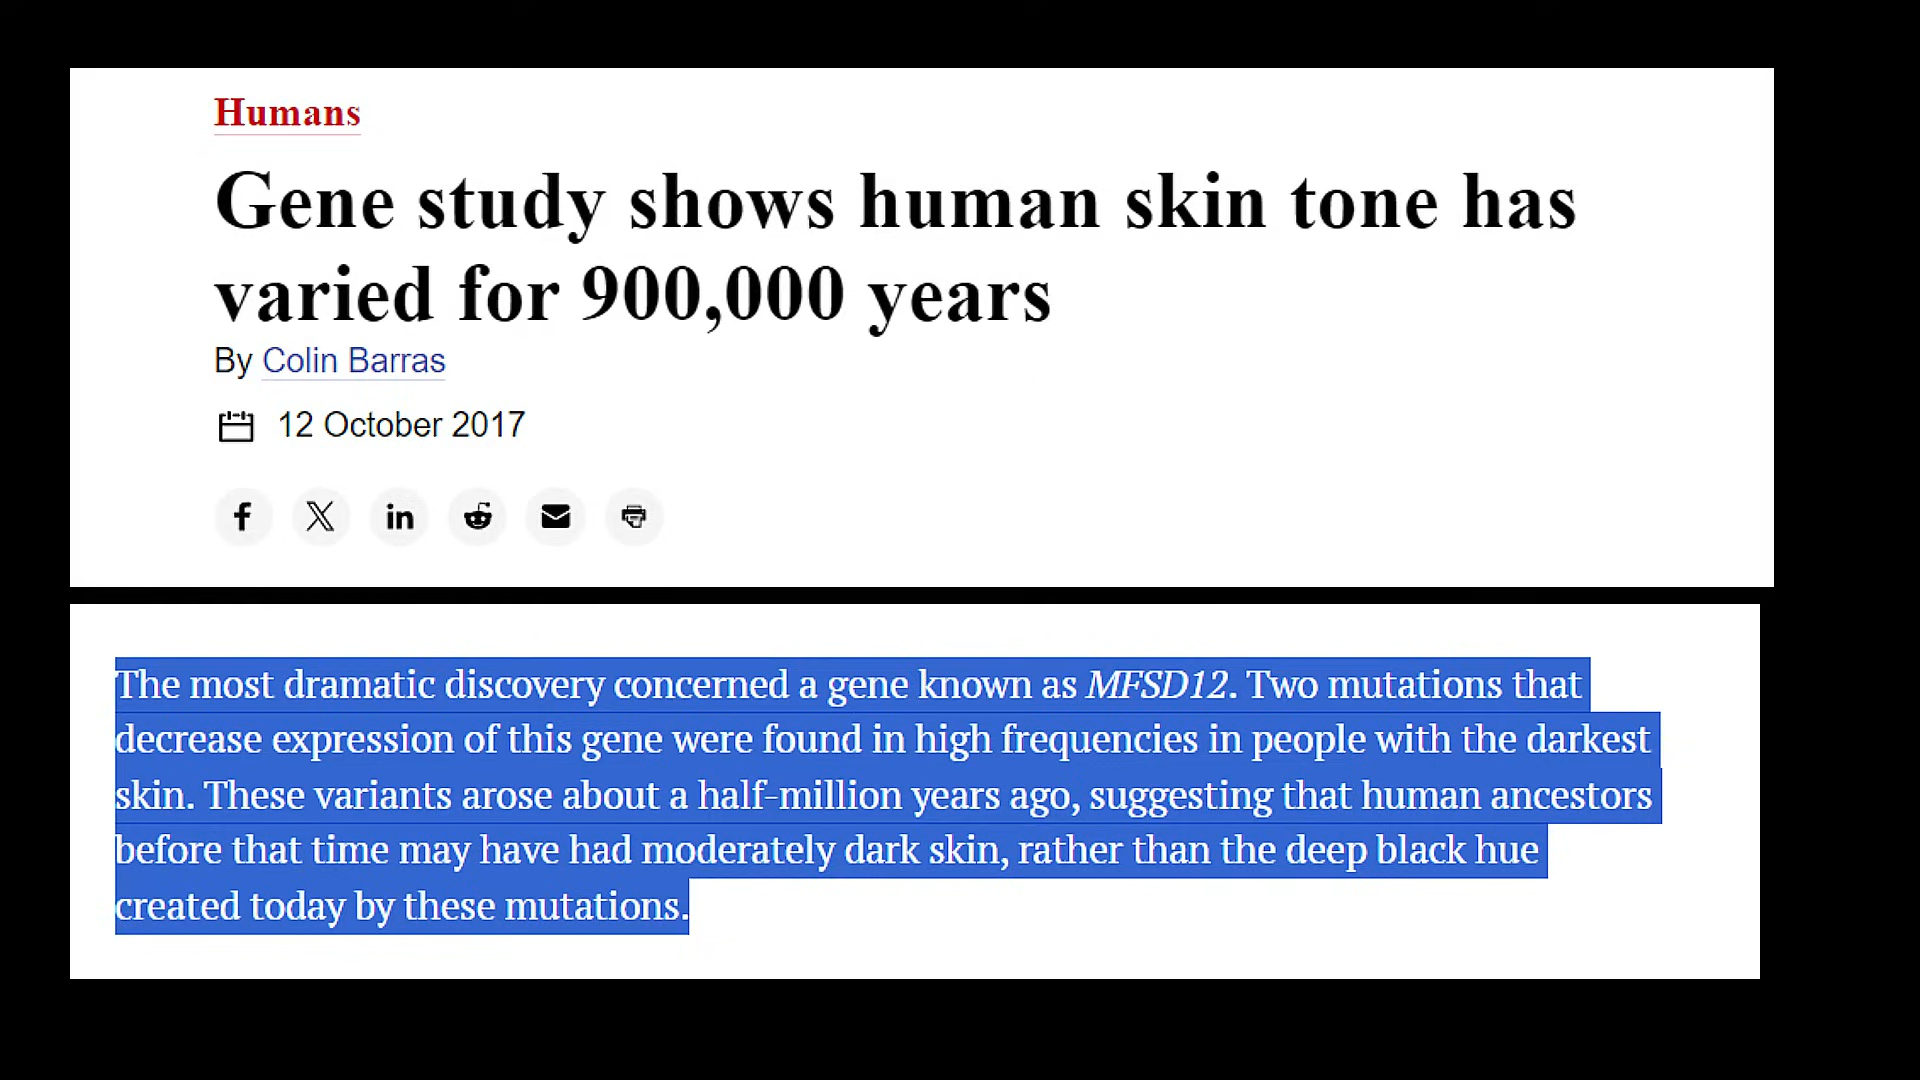 Humans
Gene study shows human skin tone has
varied for 900,000 years
By Colin Barras
12 October 2017
The most dramatic discovery concerned a gene known as MFSD12. Two mutations that
decrease expression of this gene were found in high frequencies in people with the darkest
skin. These variants arose about a half-million years ago, suggesting that human ancestors
before that time may have had moderately dark skin, rather than the deep black hue
created today by these mutations.